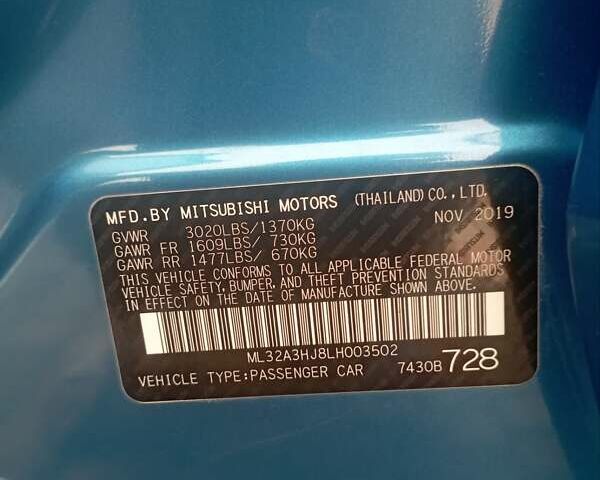 MFD.BY MITSUBISHI MOTORS (THAILAND)CO.,LTD.
GVWR 3020LBS/1370KG NOV 2019
GAWR FR 1609LBS/ 730KG
GAWR RR 1477LBS/ 670KG
THIS VEHICLE CONFORMS TO ALL APPLICABLE FEDERAL MOTOR
VEHICLE SAFETY,BUMPER,AND THEFT PREVENTION STANDARDS
IN EFFECT ON THE DATE OF MANUFACTURE SHOWN ABOVE.
ML32A3HJ8LH003502
VEHICLE TYPE:PASSENGER CAR 7430B 728